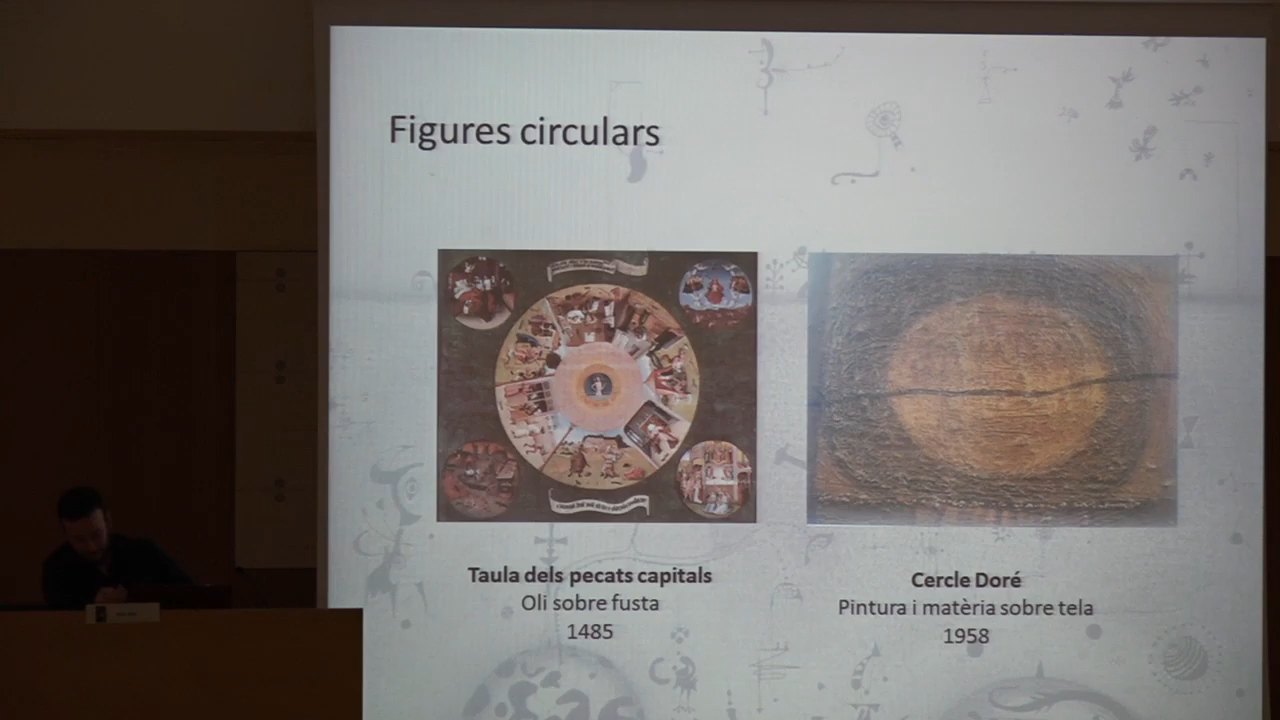 Figures circulars
Taula dels pecats capitals
Oli sobre fusta
1485
Cercle Doré
Pintura i matèria sobre tela
1958